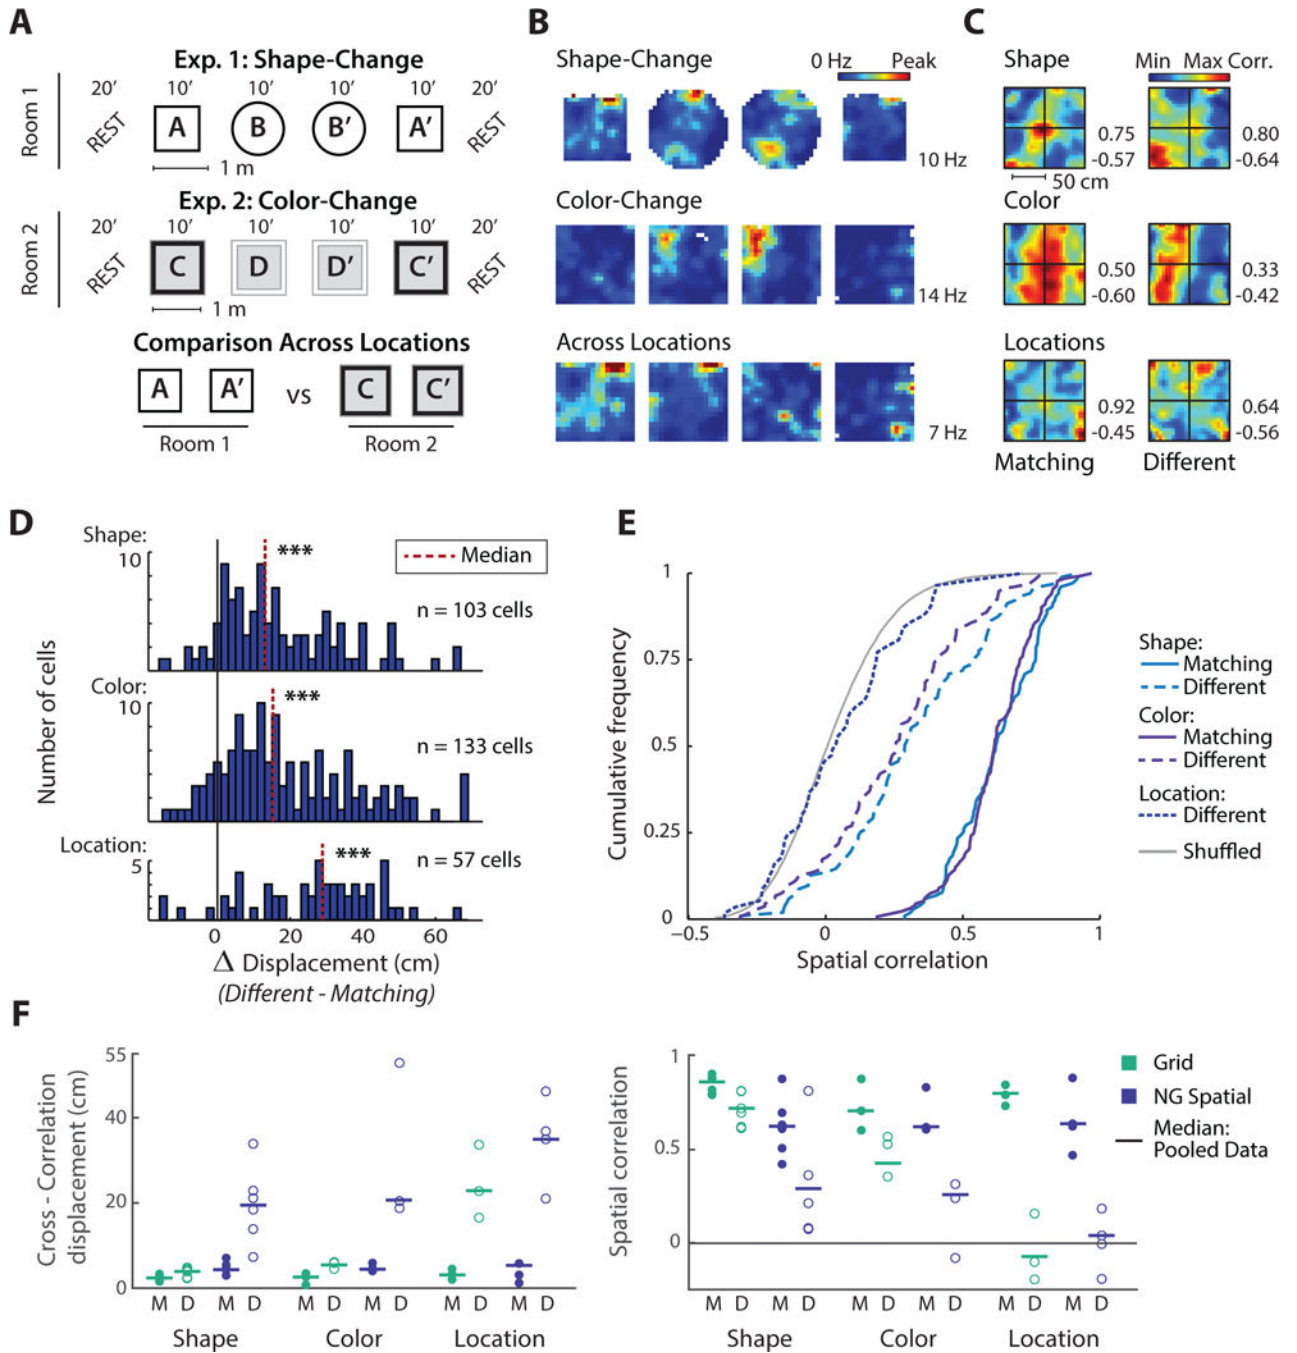 A
Exp. 1: Shape-Change
Room 1
20′ 10′ 10′ 10′ 10′ 20′
REST A B B′ A′ REST
1 m
Exp. 2: Color-Change
Room 2
20′ 10′ 10′ 10′ 10′ 20′
REST C D D′ C′ REST
1 m
Comparison Across Locations
A A′ vs C C′
Room 1 Room 2
B
Shape-Change
0 Hz Peak
10 Hz
Color-Change
14 Hz
Across Locations
7 Hz
C
Shape
Min Max Corr.
0.75 0.80
-0.57 -0.64
50 cm
Color
0.50 0.33
-0.60 -0.42
Locations
0.92 0.64
-0.45 -0.56
Matching Different
D
Shape:
10
***
Median
n = 103 cells
Number of cells
Color:
10
***
n = 133 cells
Location:
5
***
n = 57 cells
0 20 40 60
Δ Displacement (cm)
(Different - Matching)
E
Cumulative frequency
1
0.75
0.5
0.25
0
−0.5 0 0.5 1
Spatial correlation
Shape:
Matching
Different
Color:
Matching
Different
Location:
Different
Shuffled
F
Cross - Correlation
displacement (cm)
55
40
20
0
M D M D M D M D M D M D
Shape Color Location
Spatial correlation
1
0.5
0
M D M D M D M D M D M D
Shape Color Location
Grid
NG Spatial
Median:
Pooled Data